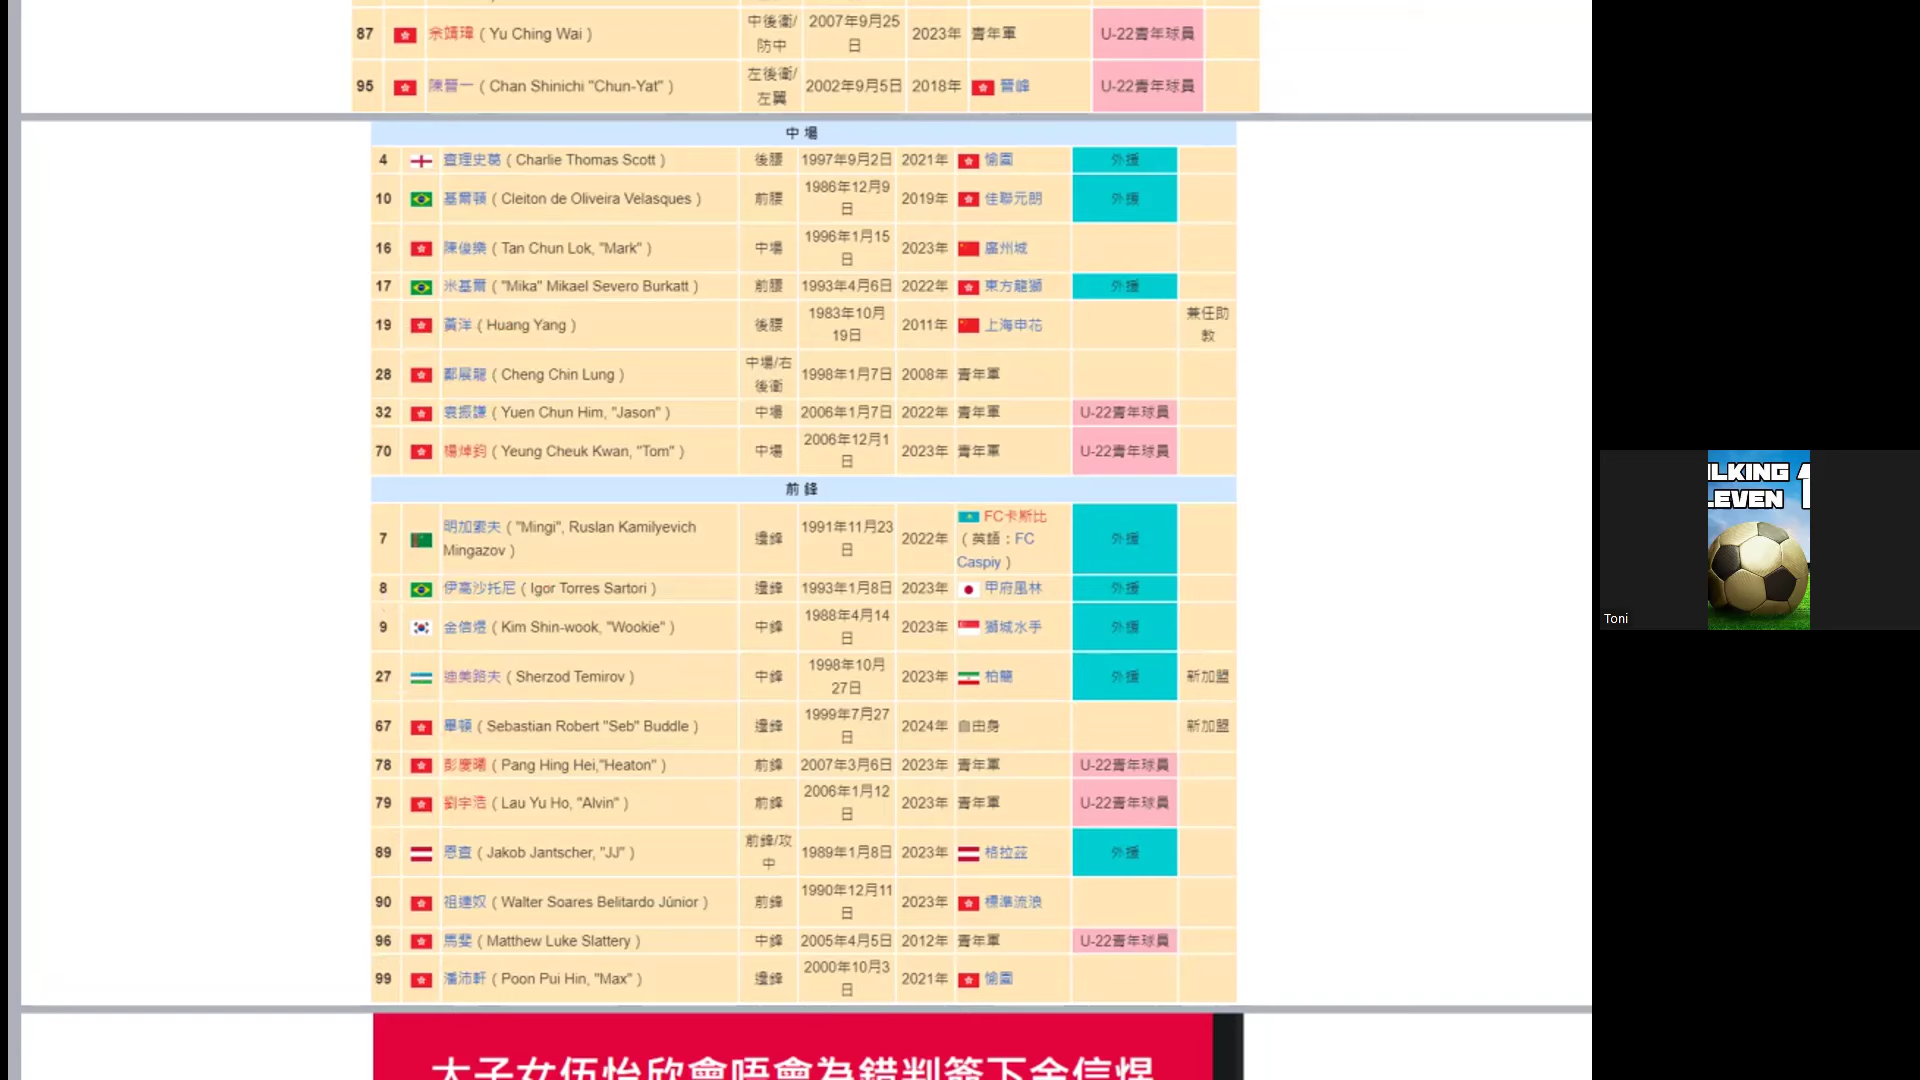 87 余靖瑋 ( Yu Ching Wai ) 中後衛/防中 2007年9月25日 2023年 青年軍 U-22青年球員
95 陳晉一 ( Chan Shinichi "Chun-Yat" ) 左後衛/左翼 2002年9月5日 2018年 晉峰 U-22青年球員
中場
4 查理史葛 ( Charlie Thomas Scott ) 後腰 1997年9月2日 2021年 愉園 外援
10 基爾頓 ( Cleiton de Oliveira Velasques ) 前腰 1986年12月9日 2019年 佳聯元朗 外援
16 陳俊樂 ( Tan Chun Lok, "Mark" ) 中場 1996年1月15日 2023年 廣州城
17 米基爾 ( "Mika" Mikael Severo Burkatt ) 前腰 1993年4月6日 2022年 東方龍獅 外援
19 黃洋 ( Huang Yang ) 後腰 1983年10月19日 2011年 上海申花 兼任助教
28 鄭展龍 ( Cheng Chin Lung ) 中場/右後衛 1998年1月7日 2008年 青年軍
32 袁振謙 ( Yuen Chun Him, "Jason" ) 中場 2006年1月7日 2022年 青年軍 U-22青年球員
70 楊焯鈞 ( Yeung Cheuk Kwan, "Tom" ) 中場 2006年12月1日 2023年 青年軍 U-22青年球員
前鋒
7 明加索夫 ( "Mingi", Ruslan Kamilyevich Mingazov ) 邊鋒 1991年11月23日 2022年 FC卡斯比 ( 英語：FC Caspiy ) 外援
8 伊高沙托尼 ( Igor Torres Sartori ) 邊鋒 1993年1月8日 2023年 甲府風林 外援
9 金信煜 ( Kim Shin-wook, "Wookie" ) 中鋒 1988年4月14日 2023年 獅城水手 外援
27 迪美路夫 ( Sherzod Temirov ) 中鋒 1998年10月27日 2023年 柏簡 外援 新加盟
67 畢頓 ( Sebastian Robert "Seb" Buddle ) 邊鋒 1999年7月27日 2024年 自由身 新加盟
78 彭慶曦 ( Pang Hing Hei,"Heaton" ) 前鋒 2007年3月6日 2023年 青年軍 U-22青年球員
79 劉宇浩 ( Lau Yu Ho, "Alvin" ) 前鋒 2006年1月12日 2023年 青年軍 U-22青年球員
89 恩查 ( Jakob Jantscher, "JJ" ) 前鋒/攻中 1989年1月8日 2023年 格拉茲 外援
90 祖連奴 ( Walter Soares Belitardo Júnior ) 前鋒 1990年12月11日 2023年 標準流浪
96 馬斐 ( Matthew Luke Slattery ) 中鋒 2005年4月5日 2012年 青年軍 U-22青年球員
99 潘沛軒 ( Poon Pui Hin, "Max" ) 邊鋒 2000年10月3日 2021年 愉園
太子女伍怡欣會唔會為錯判簽下金信煜
LKING
LEVEN
Toni